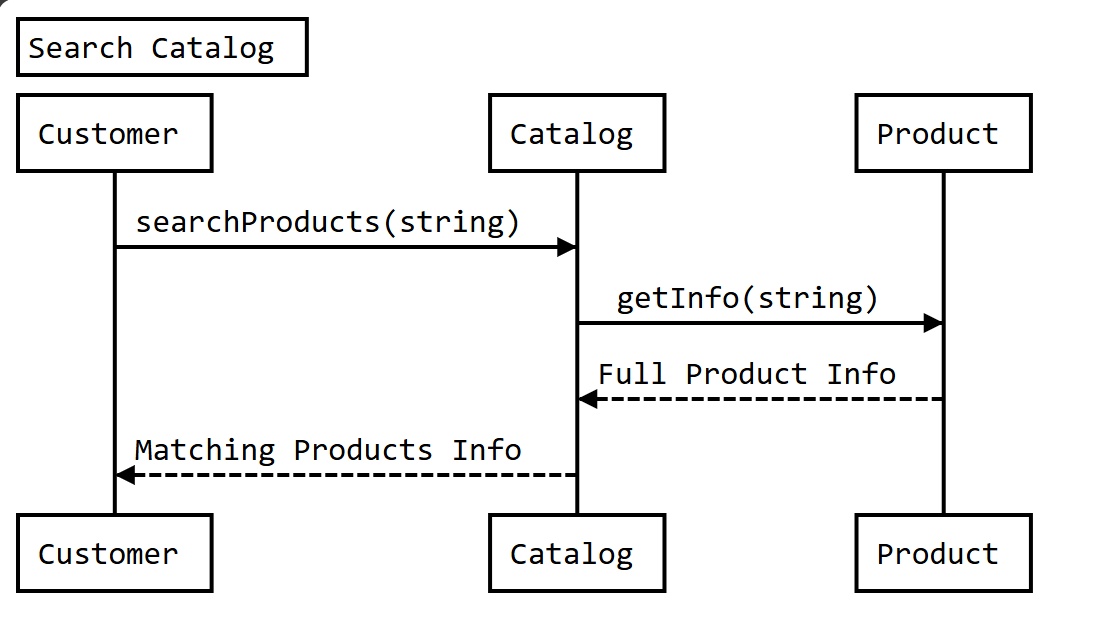 Search Catalog
Customer
Catalog
Product
searchProducts(string)
getInfo(string)
Full Product Info
Matching Products Info
Customer
Catalog
Product